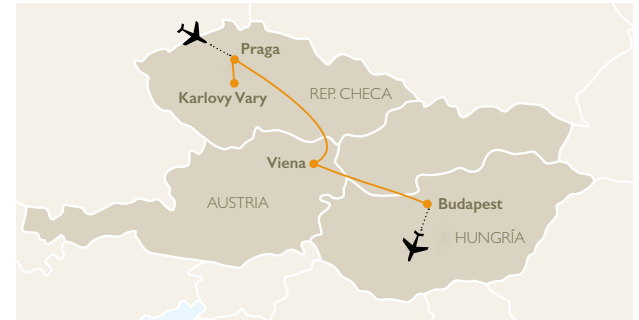 Praga
Karlovy Vary
REP. CHECA
Viena
AUSTRIA
Budapest
HUNGRÍA